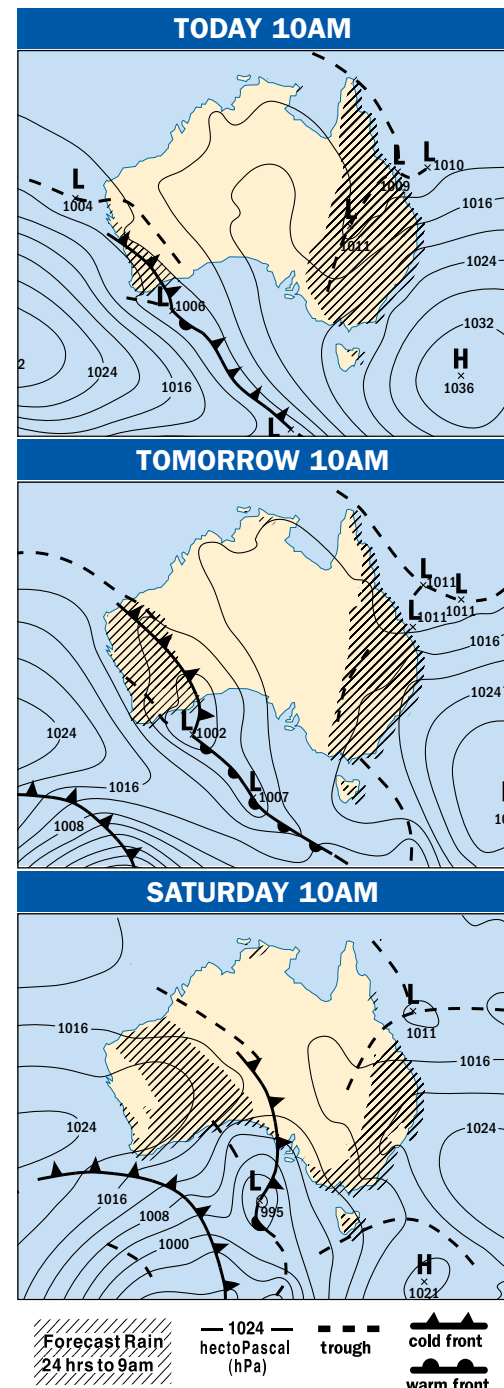 TODAY 10AM
L
1004
L
1009
L
1010
1016
L
1011
1024
L
1006
1032
H
1036
2
1024
1016
L
TOMORROW 10AM
L
1011
L
1011
L
1011
1016
1024
L
1002
1024
L
1007
1016
1008
10
SATURDAY 10AM
L
1011
1016
1016
1024
1024
L
995
1016
1008
1000
H
1021
Forecast Rain
24 hrs to 9am
1024
hectoPascal
(hPa)
trough
cold front
warm front